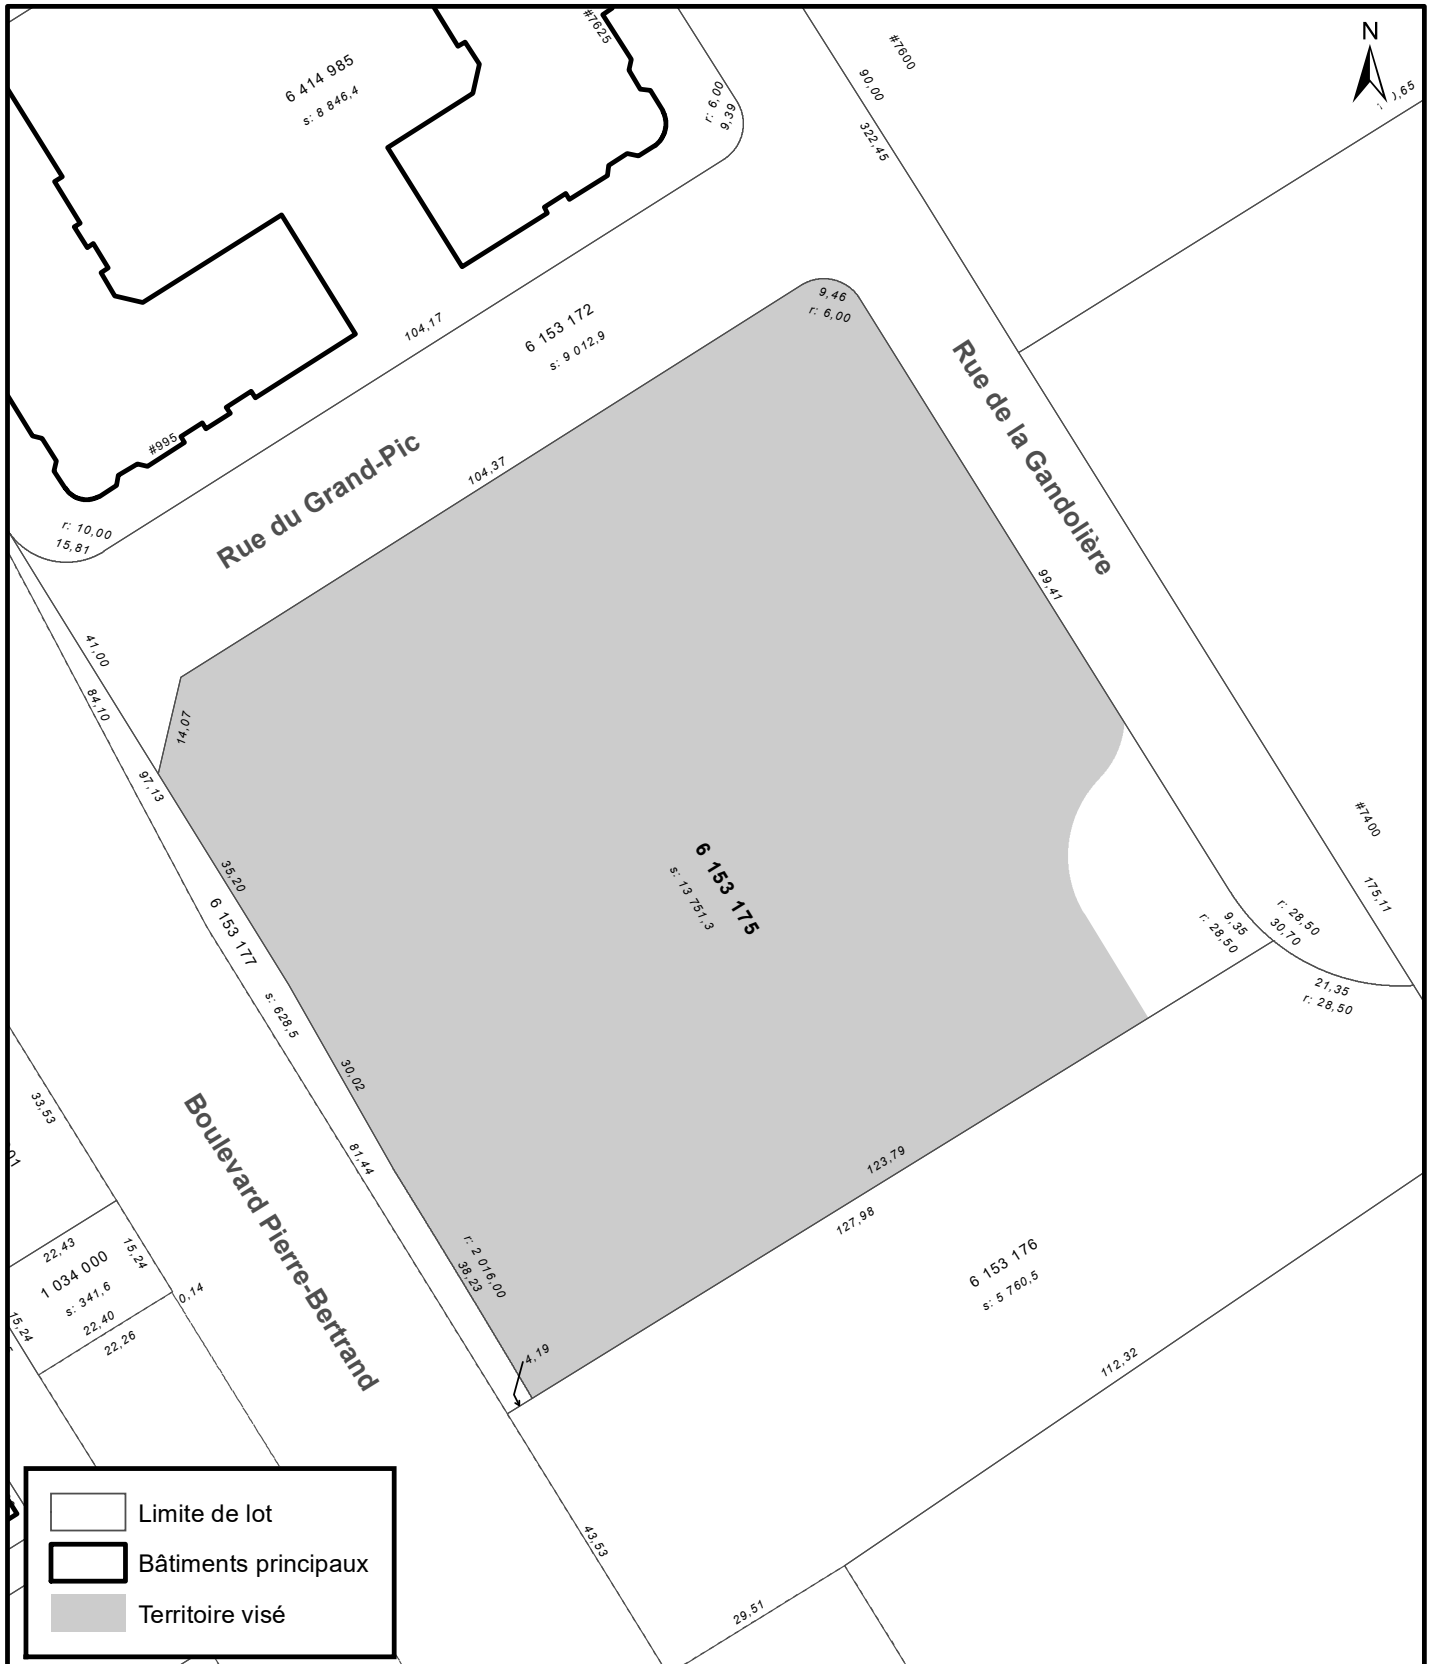 #7625
#7600
N
6 414 985
s: 8 846,4
r: 6,00
9,39
90,00
322,45
,65
9,46
r: 6,00
6 153 172
s: 9 012,9
104,17
Rue de la Gandolière
#995
Rue du Grand-Pic
104,37
r: 10,00
15,81
99,41
41,00
84,10
14,07
97,13
#7400
35,20
6 153 175
s: 13 751,3
175,11
6 153 177
s: 628,5
r: 28,50
30,70
9,35
r: 28,50
21,35
r: 28,50
30,02
33,53
81,44
Boulevard Pierre-Bertrand
123,79
127,98
22,43
15,24
1 034 000
s: 341,6
0,14
22,40
22,26
15,24
r: 2 016,00
38,23
6 153 176
s: 5 760,5
4,19
112,32
43,53
29,51
Limite de lot
Bâtiments principaux
Territoire visé